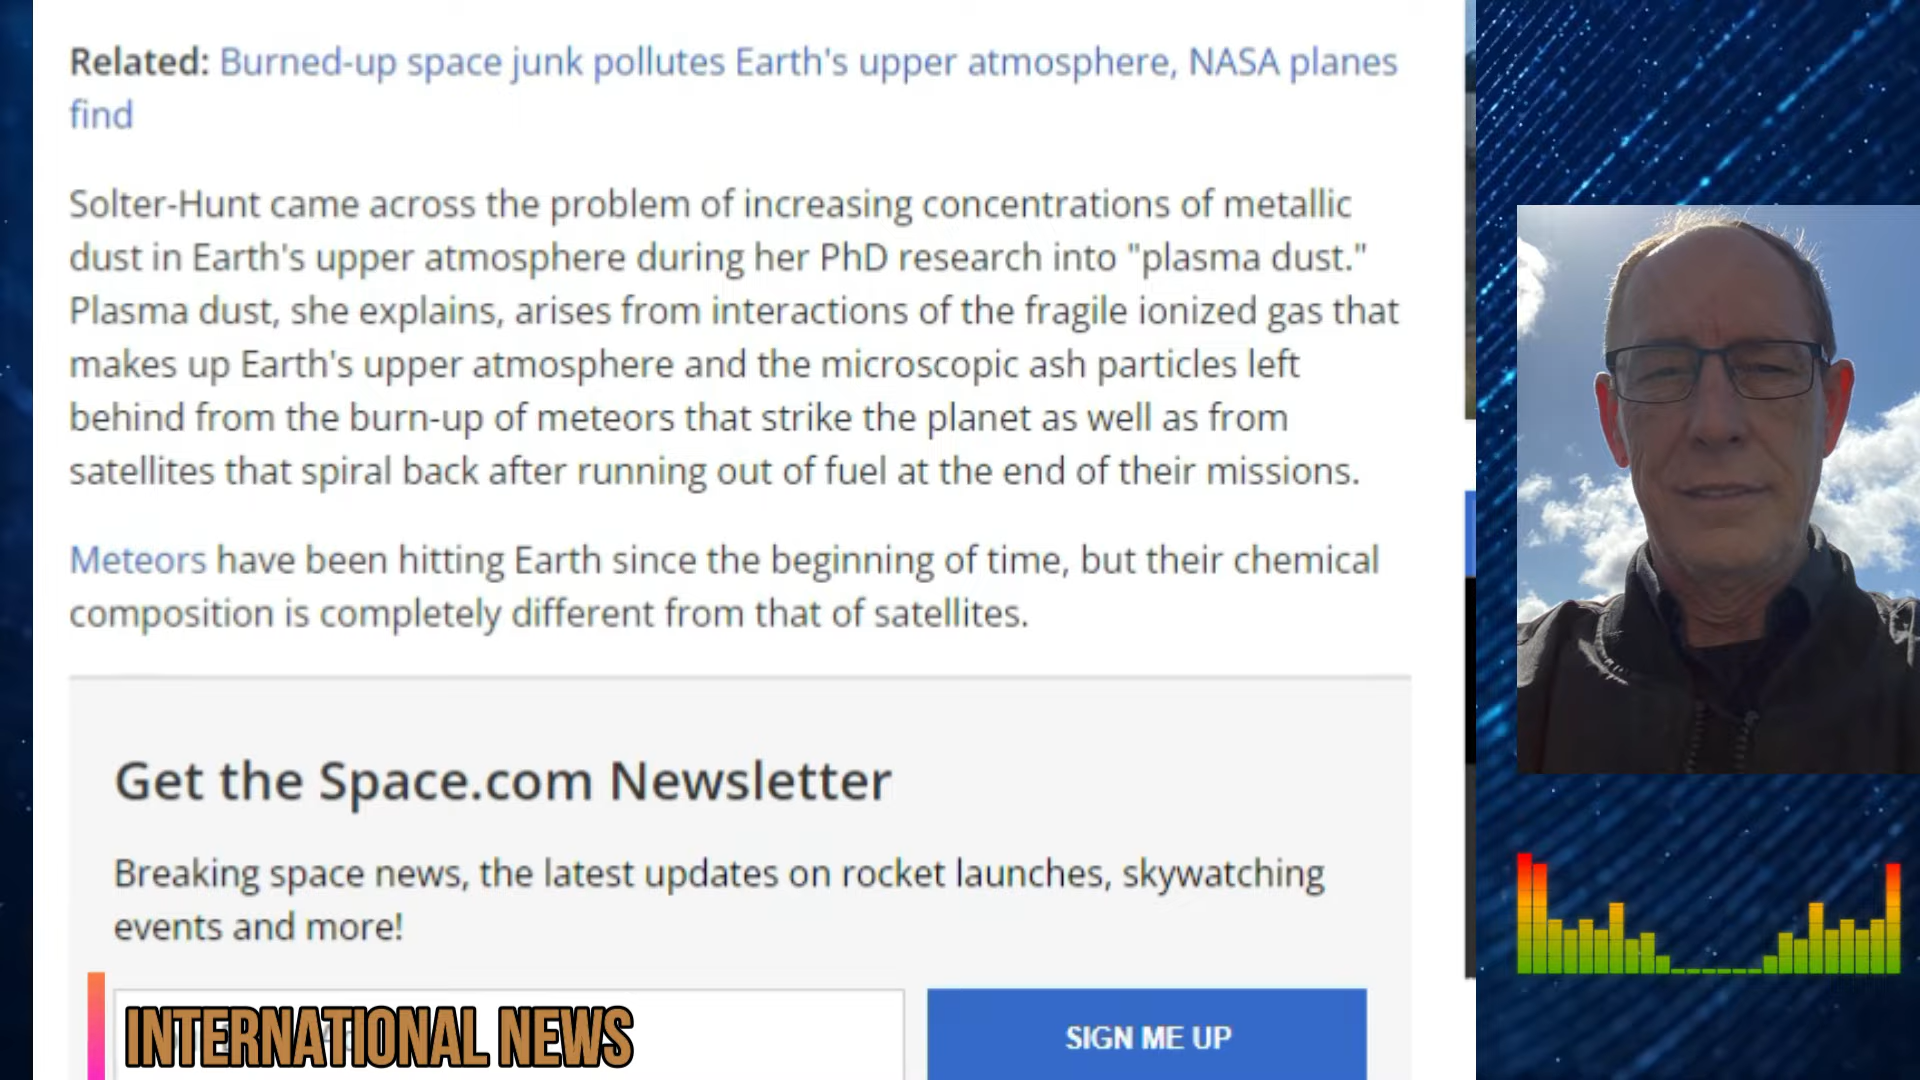 Related: Burned-up space junk pollutes Earth's upper atmosphere, NASA planes
find
Solter-Hunt came across the problem of increasing concentrations of metallic
dust in Earth's upper atmosphere during her PhD research into "plasma dust."
Plasma dust, she explains, arises from interactions of the fragile ionized gas that
makes up Earth's upper atmosphere and the microscopic ash particles left
behind from the burn-up of meteors that strike the planet as well as from
satellites that spiral back after running out of fuel at the end of their missions.
Meteors have been hitting Earth since the beginning of time, but their chemical
composition is completely different from that of satellites.
Get the Space.com Newsletter
Breaking space news, the latest updates on rocket launches, skywatching
events and more!
INTERNATIONAL NEWS
SIGN ME UP